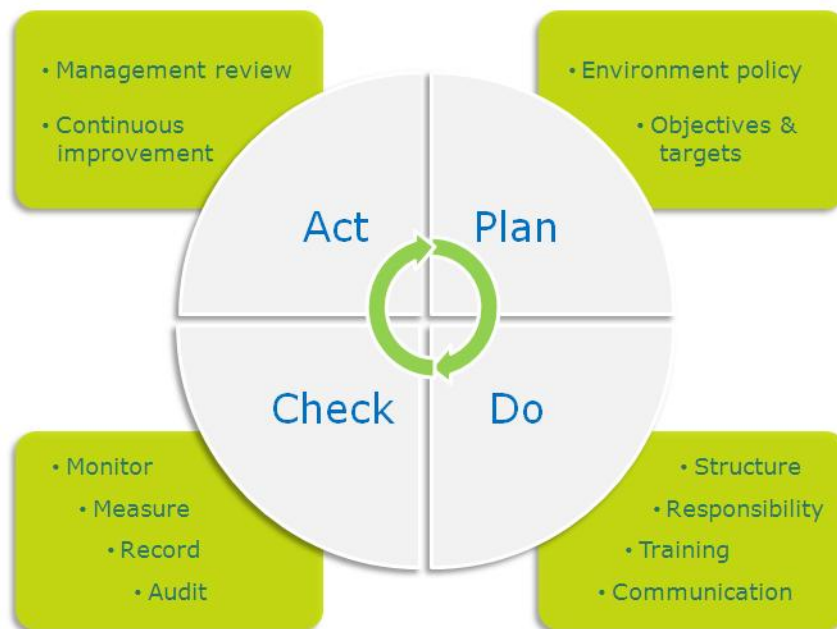 • Management review
• Continuous
improvement
• Environment policy
• Objectives &
targets
Act
Plan
Check
Do
• Monitor
• Measure
• Record
• Audit
• Structure
• Responsibility
• Training
• Communication